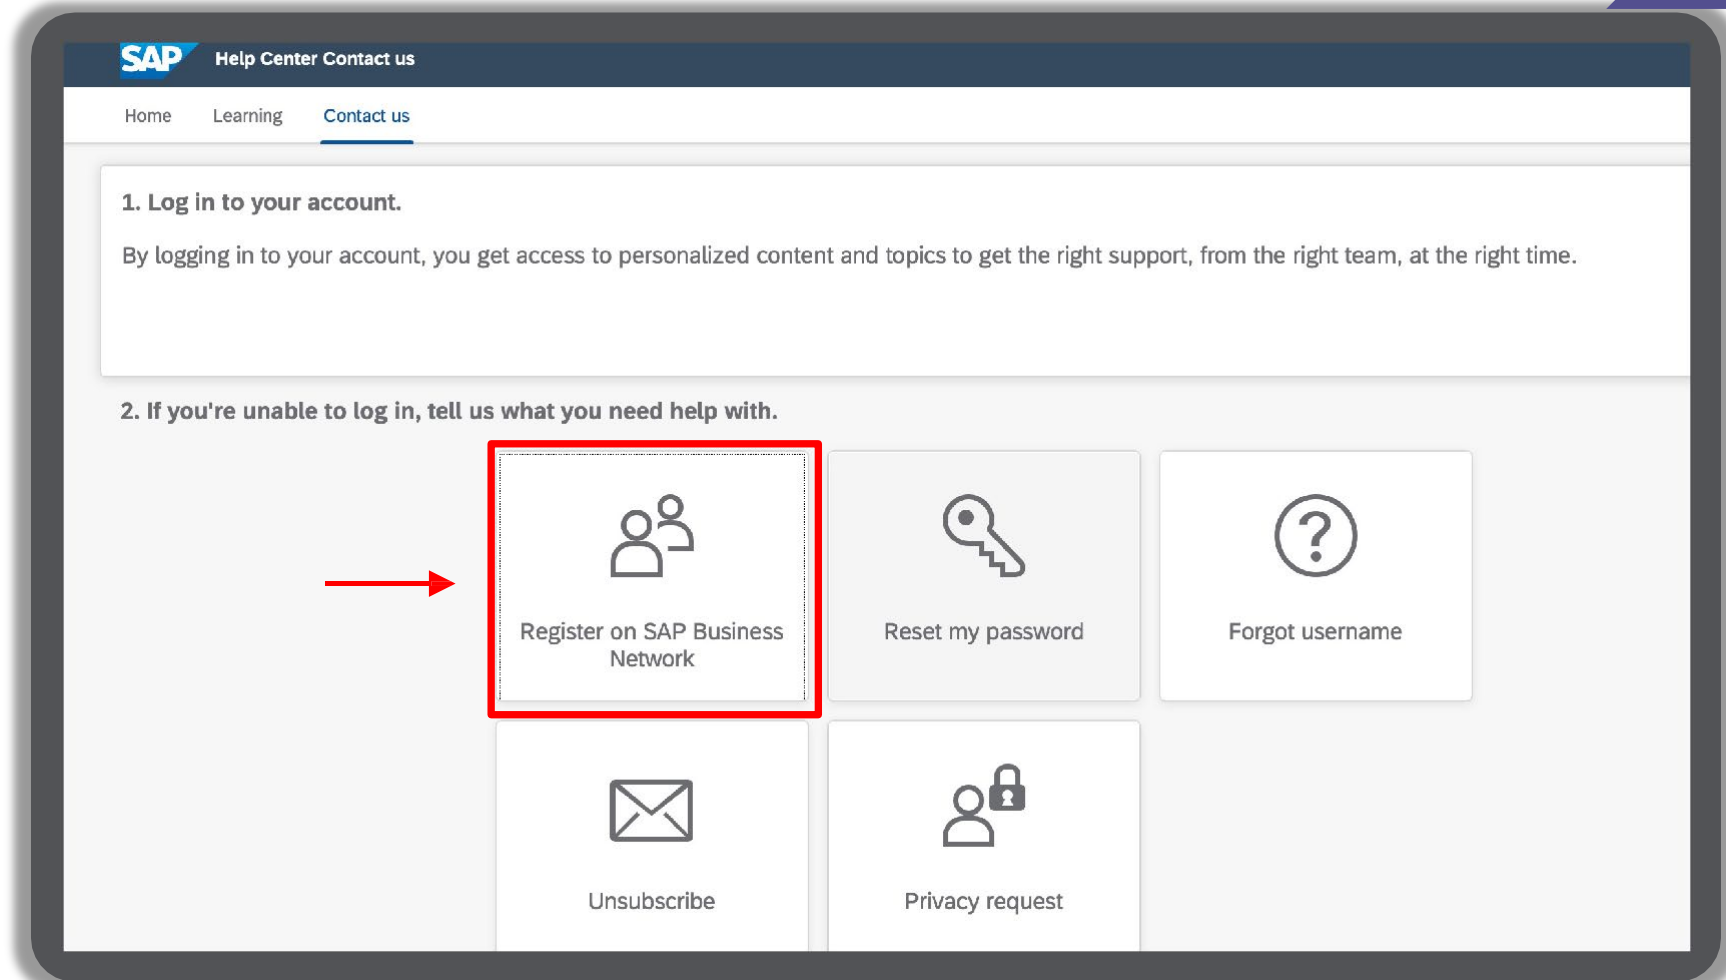 SAP Help Center Contact us
Home Learning Contact us
1. Log in to your account.
By logging in to your account, you get access to personalized content and topics to get the right support, from the right team, at the right time.
2. If you're unable to log in, tell us what you need help with.
Register on SAP Business
Network
Reset my password
Forgot username
Unsubscribe
Privacy request